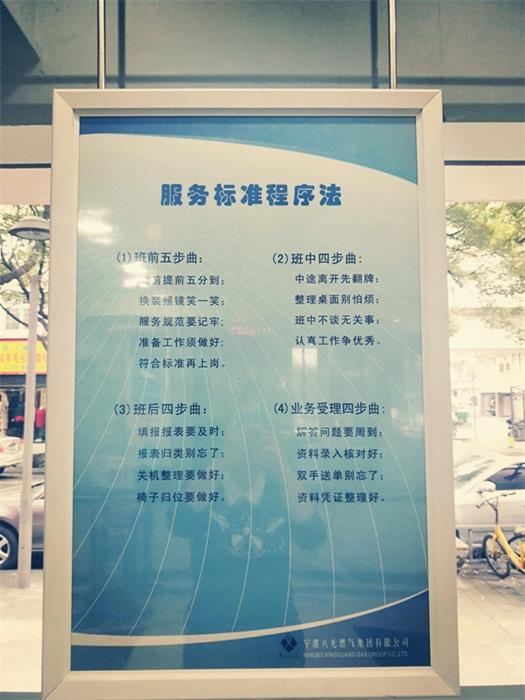 服务标准程序法
(1)班前五步曲：
前提前五分到；
换装照镜笑一笑；
服务规范要记牢；
准备工作须做好；
符合标准再上岗。
(2)班中四步曲：
中途离开先翻牌；
整理桌面别怕烦；
班中不谈无关事；
认真工作争优秀。
(3)班后四步曲：
填报报表要及时；
报表归类别忘了；
关机整理要做好；
椅子归位要做好。
(4)业务受理四步曲：
解答问题要周到；
资料录入核对好；
双手送单别忘了；
资料凭证整理好。
宁波兴光燃气集团有限公司
NINGBO XINGGUANG GAS GROUP CO.,LTD